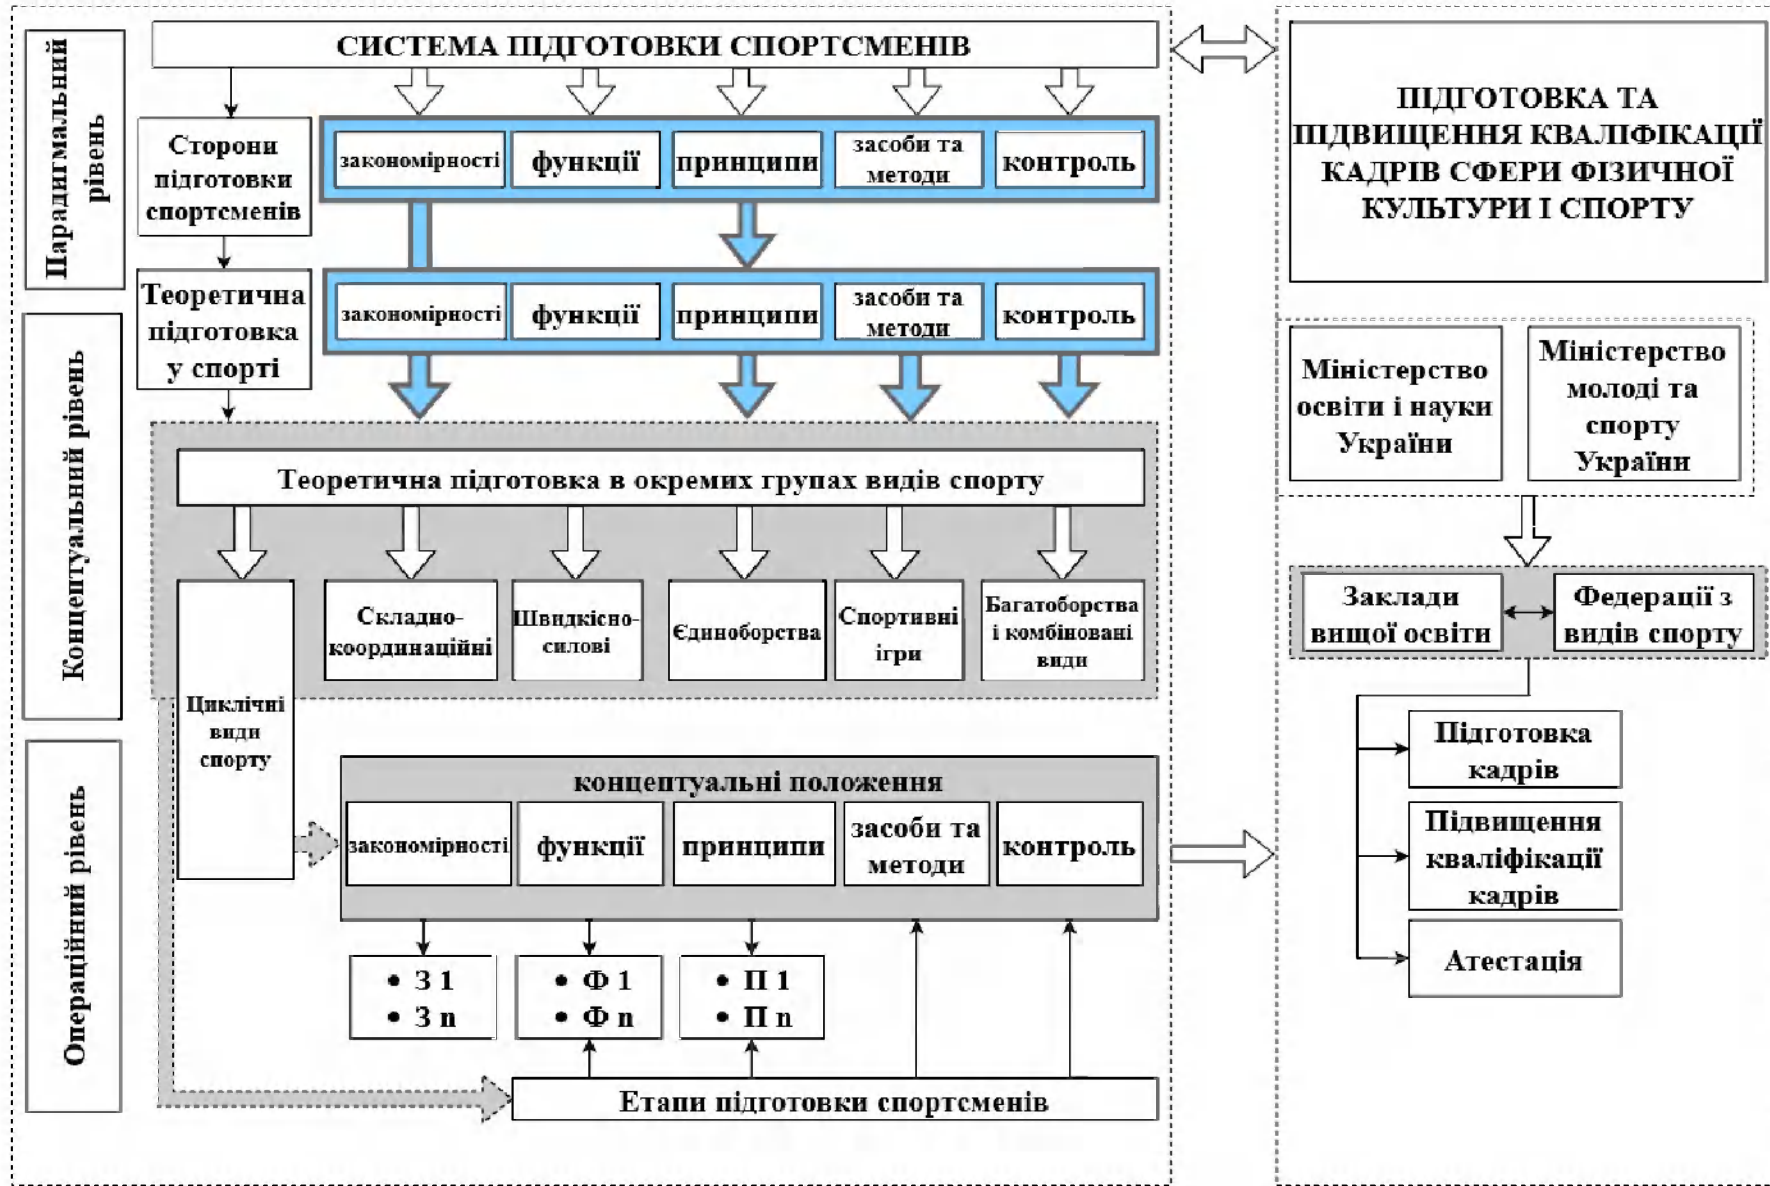 Парадигмальний
рівень
Концептуальний рівень
Операційний рівень
СИСТЕМА ПІДГОТОВКИ СПОРТСМЕНІВ
Сторони
підготовки
спортсменів
закономірності
функції
принципи
засоби та
методи
контроль
Теоретична
підготовка
у спорті
закономірності
функції
принципи
засоби та
методи
контроль
Теоретична підготовка в окремих групах видів спорту
Циклічні
види
спорту
Складно-
координаційні
Швидкісно-
силові
Єдиноборства
Спортивні
ігри
Багатоборства
і комбіновані
види
концептуальні положення
закономірності
функції
принципи
засоби та
методи
контроль
• З 1
• З n
• Ф 1
• Ф n
• П 1
• П n
Етапи підготовки спортсменів
ПІДГОТОВКА ТА
ПІДВИЩЕННЯ КВАЛІФІКАЦІЇ
КАДРІВ СФЕРИ ФІЗИЧНОЇ
КУЛЬТУРИ І СПОРТУ
Міністерство
освіти і науки
України
Міністерство
молоді та
спорту
України
Заклади
вищої освіти
Федерації з
видів спорту
Підготовка
кадрів
Підвищення
кваліфікації
кадрів
Атестація